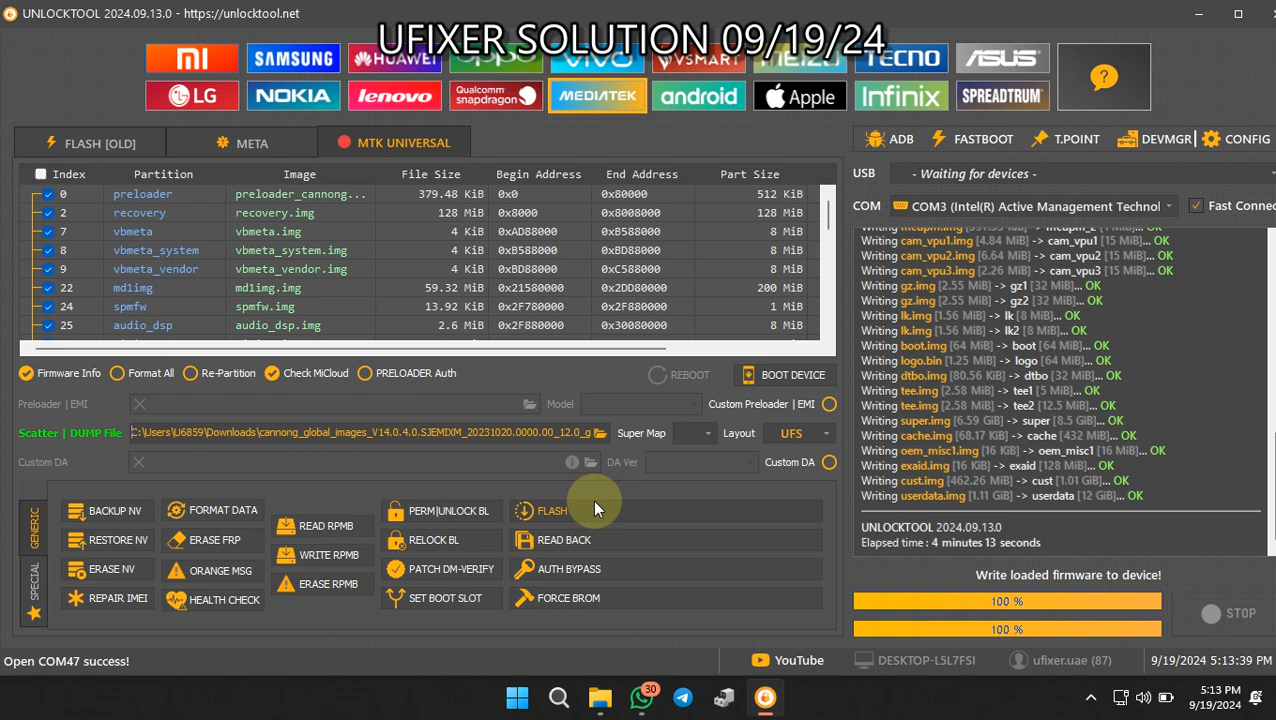 UNLOCKTOOL 2024.09.13.0 - https://unlocktool.net
UFIXER SOLUTION 09/19/24
MI SAMSUNG HUAWEI oppo vivo VSMART MEIZU TECNO ASUS
LG NOKIA lenovo Qualcomm snapdragon MEDIATEK android Apple Infinix SPREADTRUM
FLASH [OLD] META MTK UNIVERSAL
ADB FASTBOOT T.POINT DEVMGR CONFIG
Index Partition Image File Size Begin Address End Address Part Size
0 preloader preloader_cannong... 379.48 KiB 0x0 0x80000 512 KiB
2 recovery recovery.img 128 MiB 0x8000 0x8008000 128 MiB
7 vbmeta vbmeta.img 4 KiB 0xAD88000 0xB588000 8 MiB
8 vbmeta_system vbmeta_system.img 4 KiB 0xB588000 0xBD88000 8 MiB
9 vbmeta_vendor vbmeta_vendor.img 4 KiB 0xBD88000 0xC588000 8 MiB
22 md1img md1img.img 59.32 MiB 0x21580000 0x2DD80000 200 MiB
24 spmfw spmfw.img 13.92 KiB 0x2F780000 0x2F880000 1 MiB
25 audio_dsp audio_dsp.img 2.6 MiB 0x2F880000 0x30080000 8 MiB
USB - Waiting for devices -
COM COM3 (Intel(R) Active Management Technol Fast Connec
Writing cam_vpu1.img [4.84 MiB] -> cam_vpu1 [15 MiB]... OK
Writing cam_vpu2.img [6.64 MiB] -> cam_vpu2 [15 MiB]... OK
Writing cam_vpu3.img [2.26 MiB] -> cam_vpu3 [15 MiB]... OK
Writing gz.img [2.55 MiB] -> gz1 [32 MiB]... OK
Writing gz.img [2.55 MiB] -> gz2 [32 MiB]... OK
Writing lk.img [1.56 MiB] -> lk [8 MiB]... OK
Writing lk.img [1.56 MiB] -> lk2 [8 MiB]... OK
Writing boot.img [64 MiB] -> boot [64 MiB]... OK
Writing logo.bin [1.25 MiB] -> logo [64 MiB]... OK
Writing dtbo.img [80.56 KiB] -> dtbo [32 MiB]... OK
Writing tee.img [2.58 MiB] -> tee1 [5 MiB]... OK
Writing tee.img [2.58 MiB] -> tee2 [12.5 MiB]... OK
Writing super.img [6.59 GiB] -> super [8.5 GiB]... OK
Writing cache.img [68.17 KiB] -> cache [432 MiB]... OK
Writing oem_misc1.img [16 KiB] -> oem_misc1 [15 MiB]... OK
Writing exaid.img [16 KiB] -> exaid [128 MiB]... OK
Writing cust.img [462.26 MiB] -> cust [1.01 GiB]... OK
Writing userdata.img [1.11 GiB] -> userdata [12 GiB]... OK
UNLOCKTOOL 2024.09.13.0
Elapsed time : 4 minutes 13 seconds
Firmware Info Format All Re-Partition Check MiCloud PRELOADER Auth REBOOT BOOT DEVICE
Preloader | EMI Model Custom Preloader | EMI
Scatter | DUMP File C:\Users\U6859\Downloads\cannong_global_images_V14.0.4.0.SJEMIXM_20231020.0000.00_12.0_g Super Map Layout UFS
Custom DA DA Ver Custom DA
GENERIC
SPECIAL
BACKUP NV FORMAT DATA READ RPMB PERM|UNLOCK BL FLASH
RESTORE NV ERASE FRP WRITE RPMB RELOCK BL READ BACK
ERASE NV ORANGE MSG ERASE RPMB PATCH DM-VERITY AUTH BYPASS
REPAIR IMEI HEALTH CHECK SET BOOT SLOT FORCE BROM
Write loaded firmware to device!
100 %
100 %
STOP
Open COM47 success! YouTube DESKTOP-L5L7FSI ufixer.uae (87) 9/19/2024 5:13:39 PM
30
5:13 PM
9/19/2024